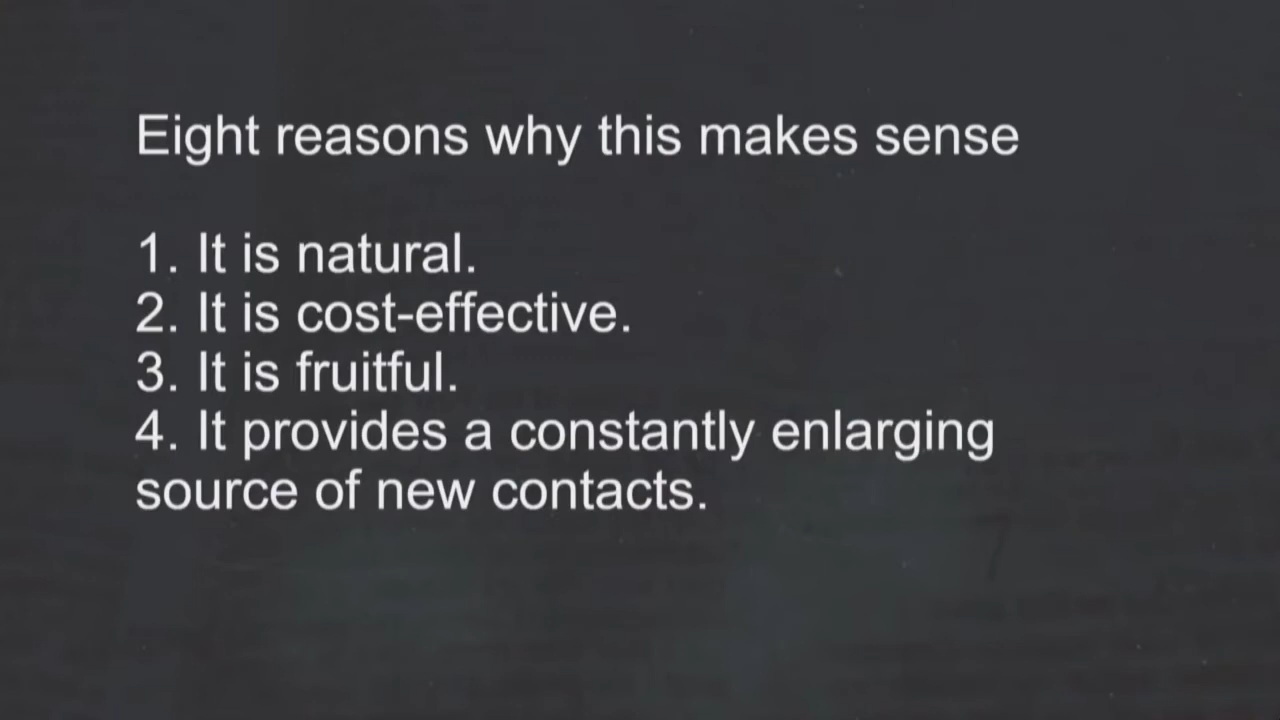 Eight reasons why this makes sense
1. It is natural.
2. It is cost-effective.
3. It is fruitful.
4. It provides a constantly enlarging
source of new contacts.